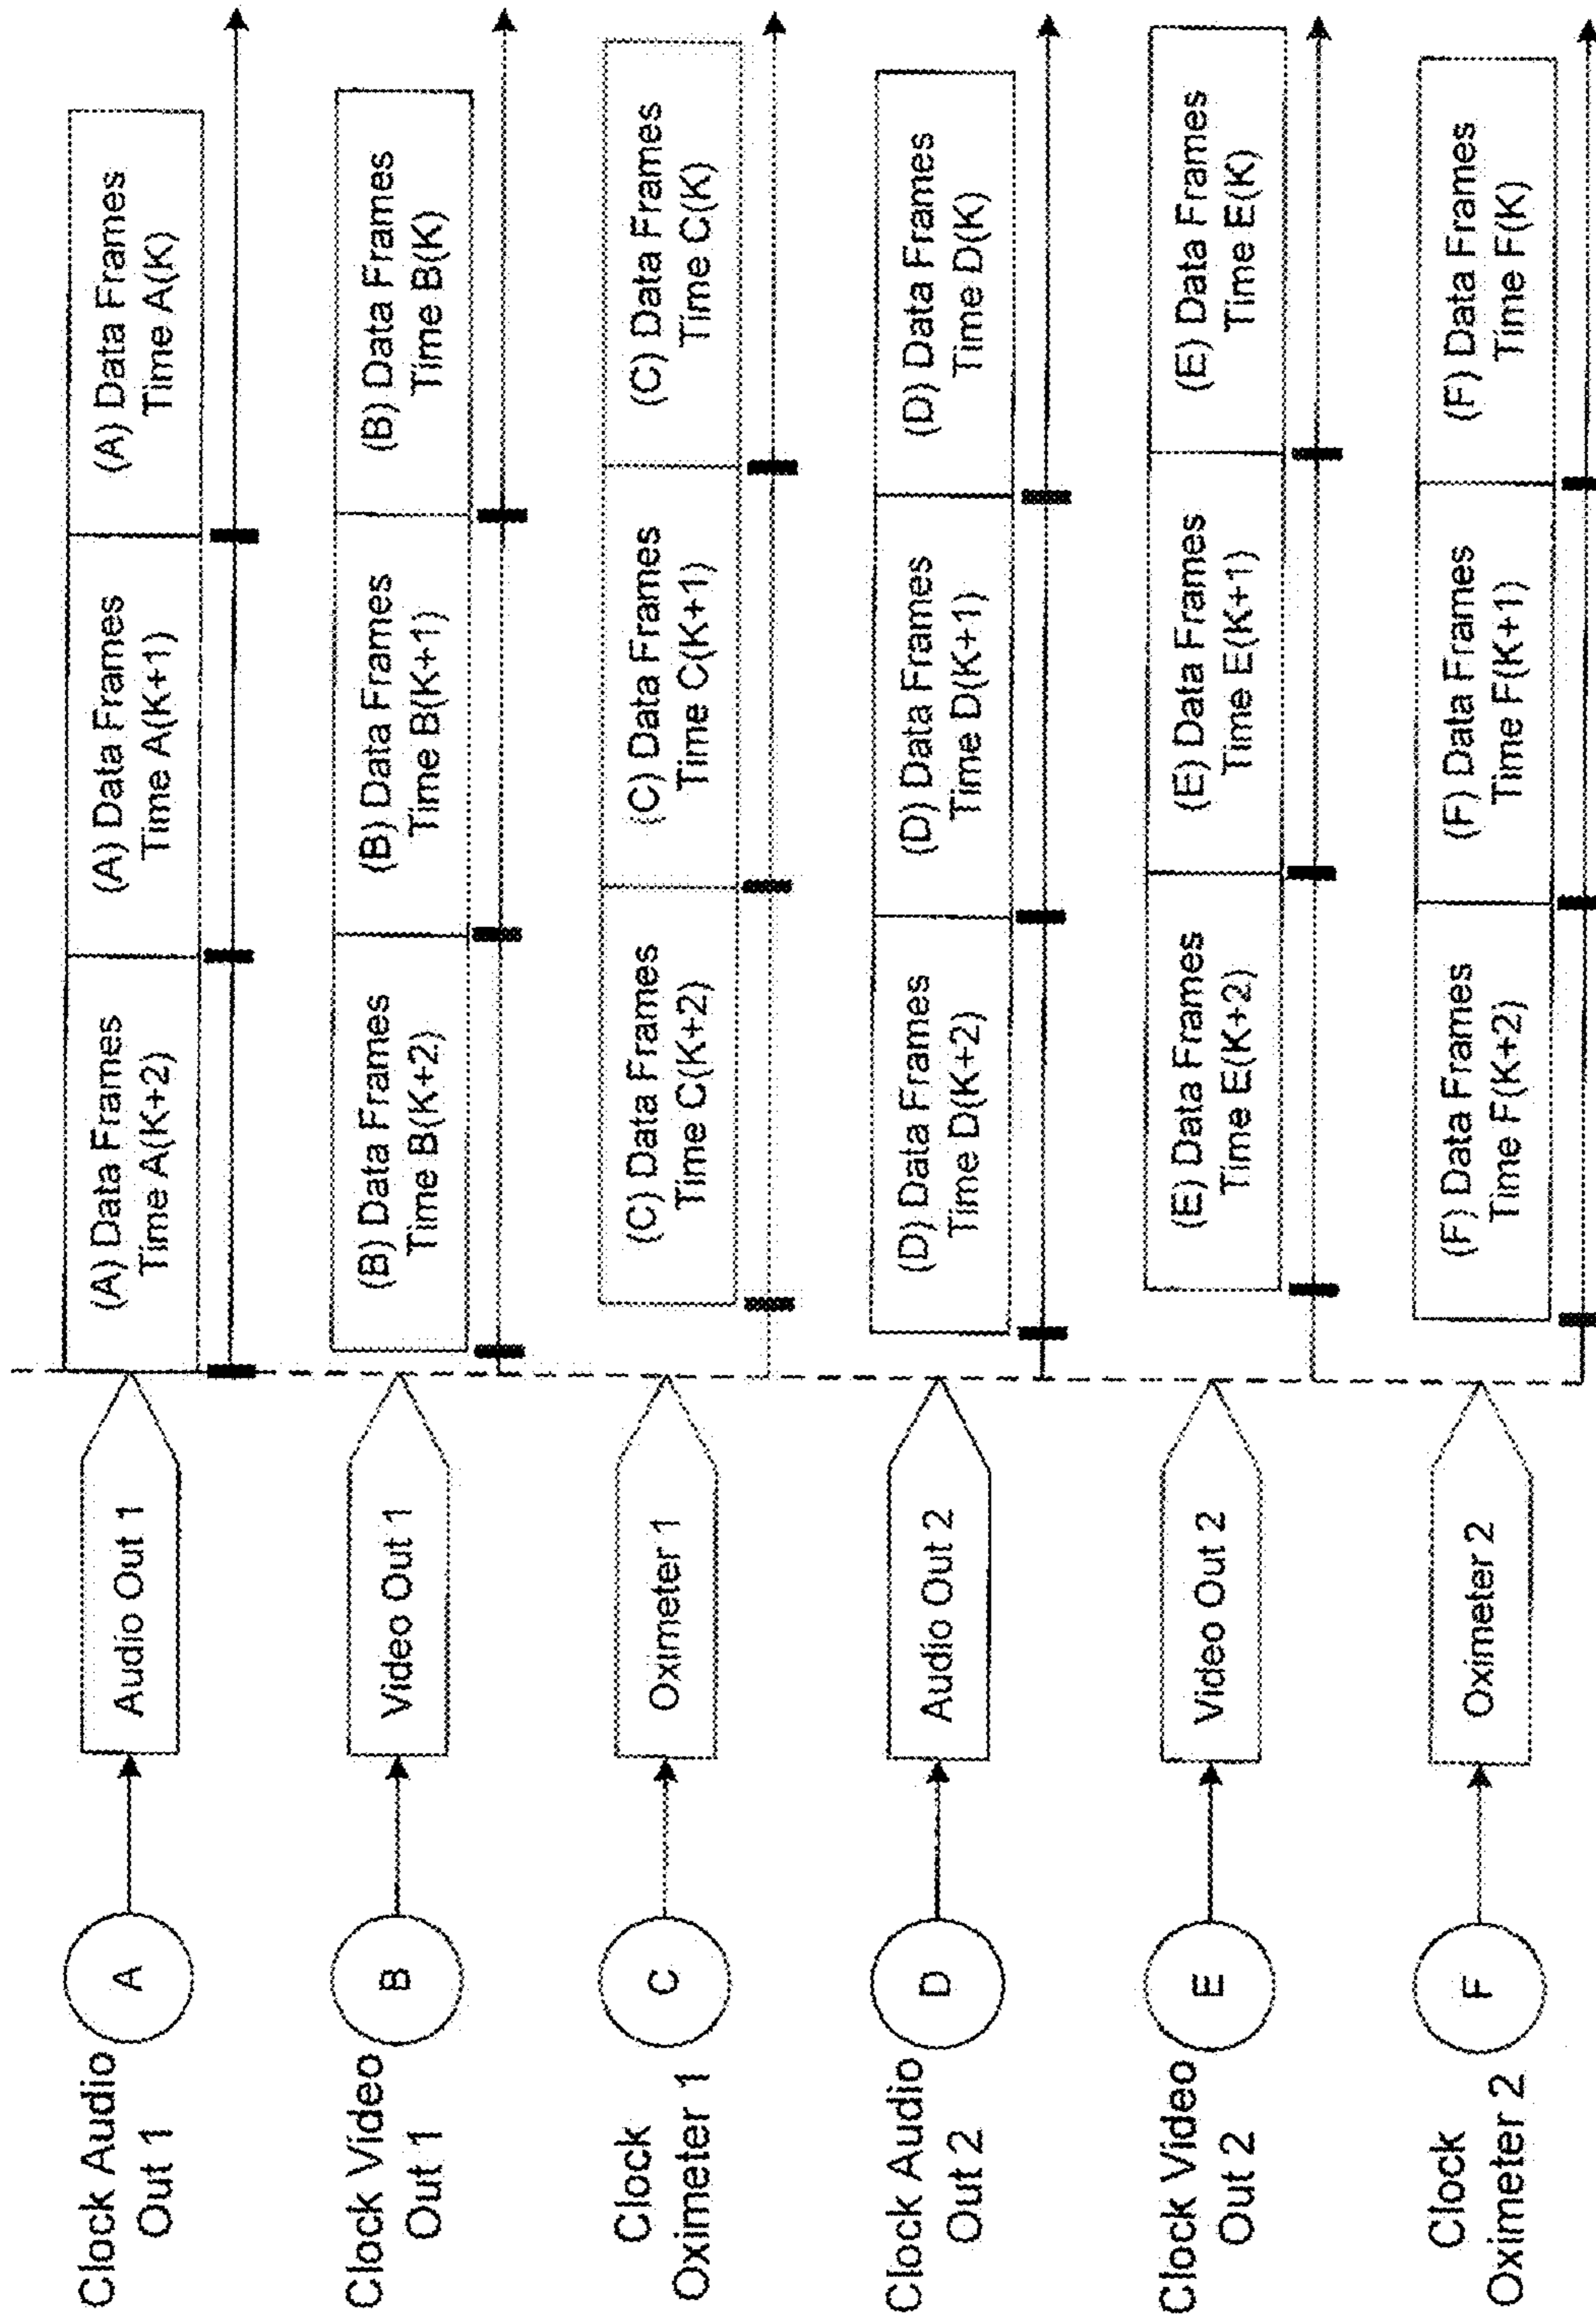 Clock Audio
Out 1
A
Audio Out 1
(A) Data Frames
Time A(K+2)
(A) Data Frames
Time A(K+1)
(A) Data Frames
Time A(K)
Clock Video
Out 1
B
Video Out 1
(B) Data Frames
Time B(K+2)
(B) Data Frames
Time B(K+1)
(B) Data Frames
Time B(K)
Clock
Oximeter 1
C
Oximeter 1
(C) Data Frames
Time C(K+2)
(C) Data Frames
Time C(K+1)
(C) Data Frames
Time C(K)
Clock Audio
Out 2
D
Audio Out 2
(D) Data Frames
Time D(K+2)
(D) Data Frames
Time D(K+1)
(D) Data Frames
Time D(K)
Clock Video
Out 2
E
Video Out 2
(E) Data Frames
Time E(K+2)
(E) Data Frames
Time E(K+1)
(E) Data Frames
Time E(K)
Clock
Oximeter 2
F
Oximeter 2
(F) Data Frames
Time F(K+2)
(F) Data Frames
Time F(K+1)
(F) Data Frames
Time F(K)